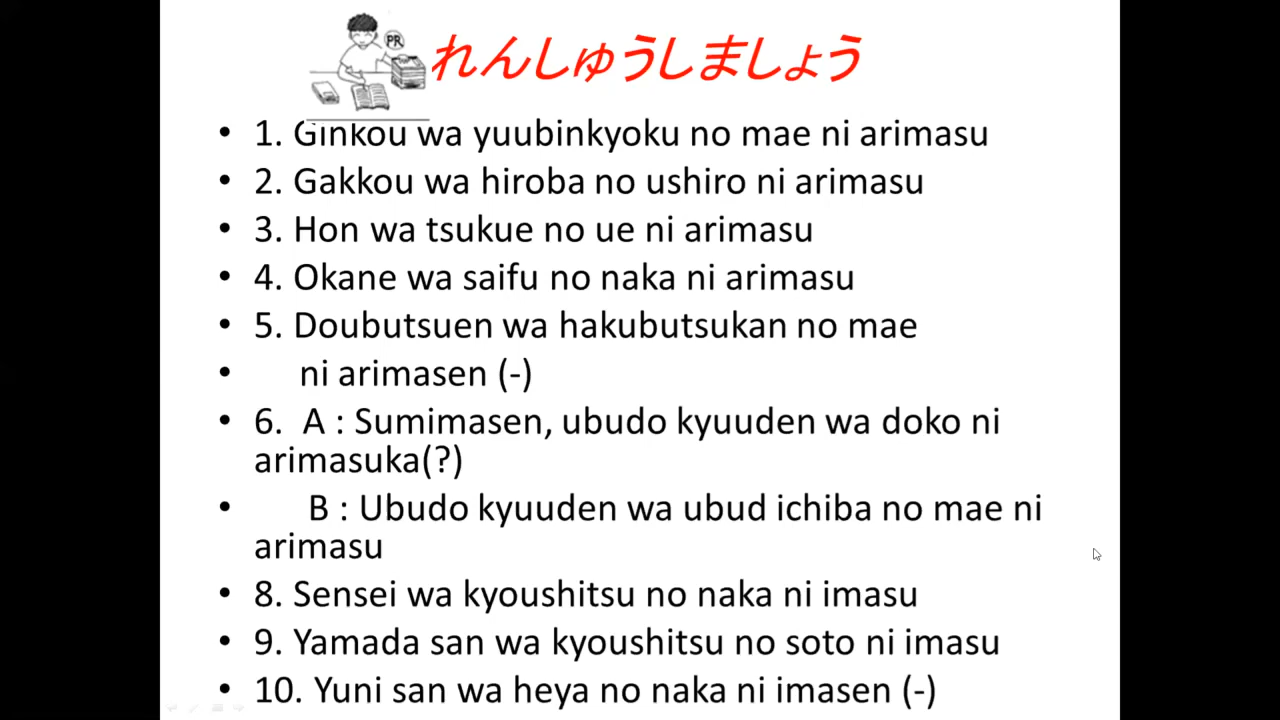 PR
れんしゅうしましょう
• 1. Ginkou wa yuubinkyoku no mae ni arimasu
• 2. Gakkou wa hiroba no ushiro ni arimasu
• 3. Hon wa tsukue no ue ni arimasu
• 4. Okane wa saifu no naka ni arimasu
• 5. Doubutsuen wa hakubutsukan no mae
• ni arimasen (-)
• 6. A : Sumimasen, ubudo kyuuden wa doko ni
arimasuka(?)
• B : Ubudo kyuuden wa ubud ichiba no mae ni
arimasu
• 8. Sensei wa kyoushitsu no naka ni imasu
• 9. Yamada san wa kyoushitsu no soto ni imasu
• 10. Yuni san wa heya no naka ni imasen (-)